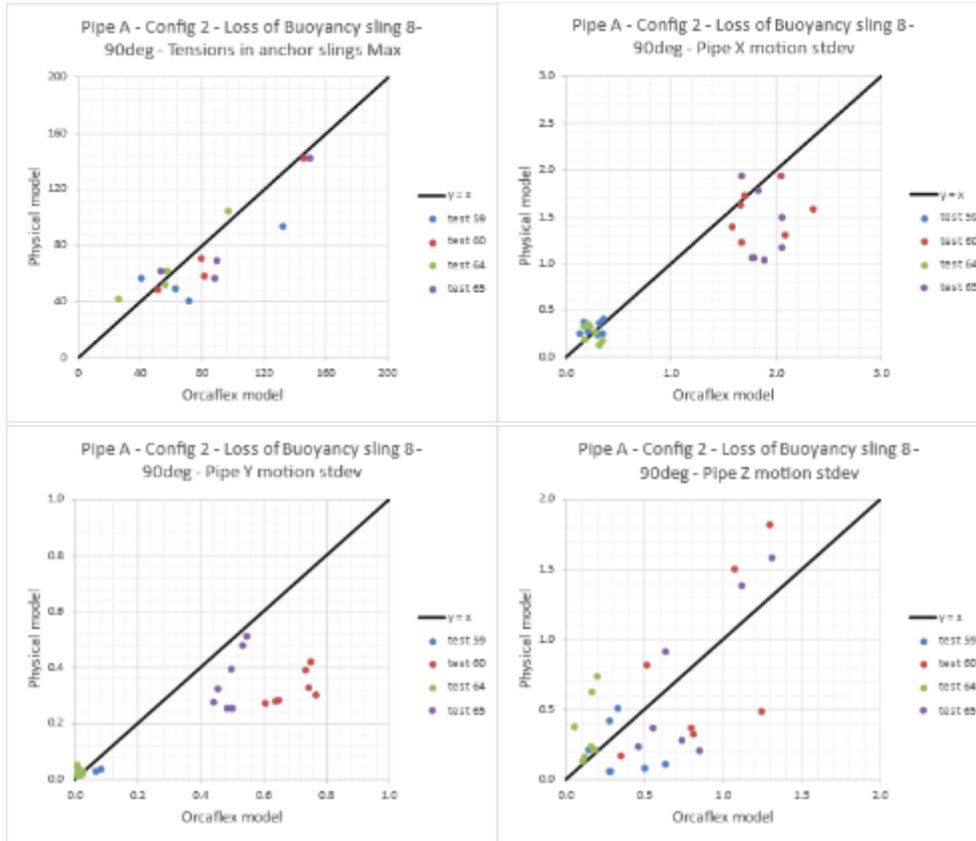 Pipe A - Config 2 - Loss of Buoyancy sling 8-
90deg - Tensions in anchor slings Max
200
160
120
80
40
0
0
40
80
120
160
200
Physical model
Orcaflex model
y = x
test 59
test 60
test 64
test 65
Pipe A - Config 2 - Loss of Buoyancy sling 8-
90deg - Pipe X motion stdev
3.0
2.5
2.0
1.5
1.0
0.5
0.0
0.0
1.0
2.0
3.0
Physical model
Orcaflex model
y = x
test 59
test 60
test 64
test 65
Pipe A - Config 2 - Loss of Buoyancy sling 8-
90deg - Pipe Y motion stdev
1.0
0.8
0.6
0.4
0.2
0.0
0.0
0.2
0.4
0.6
0.8
1.0
Physical model
Orcaflex model
y = x
test 59
test 60
test 64
test 65
Pipe A - Config 2 - Loss of Buoyancy sling 8-
90deg - Pipe Z motion stdev
2.0
1.5
1.0
0.5
0.0
0.0
0.5
1.0
1.5
2.0
Physical model
Orcaflex model
y = x
test 59
test 60
test 64
test 65